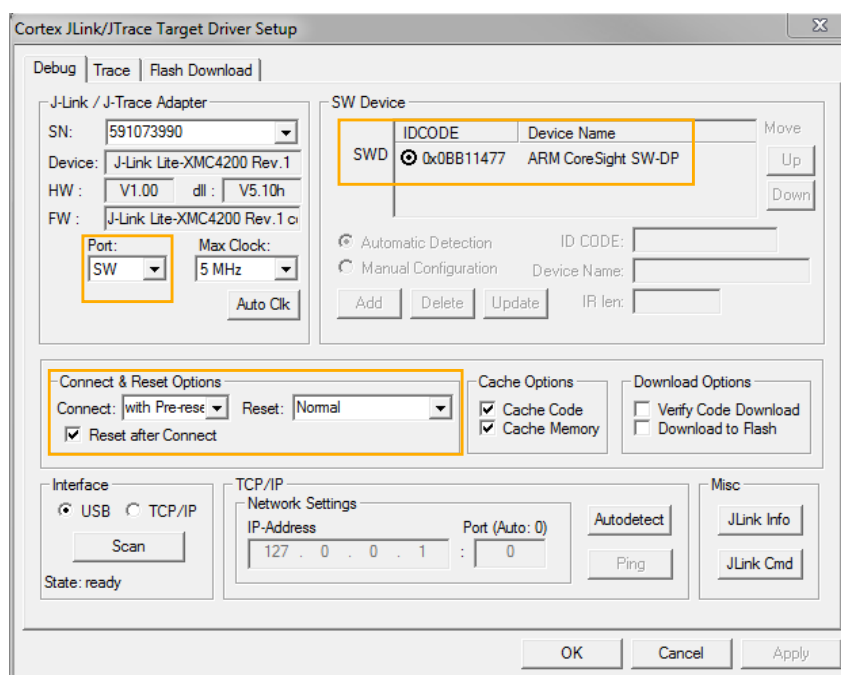 Cortex JLink/JTrace Target Driver Setup
Debug Trace Flash Download
J-Link / J-Trace Adapter
SN: 591073990
Device: J-Link Lite-XMC4200 Rev.1
HW : V1.00 dll : V5.10h
FW : J-Link Lite-XMC4200 Rev.1 c
Port: Max Clock:
SW 5 MHz
Auto Clk
SW Device
IDCODE Device Name Move
SWD 0x0BB11477 ARM CoreSight SW-DP Up
Down
Automatic Detection ID CODE:
Manual Configuration Device Name:
Add Delete Update IR len:
Connect & Reset Options
Connect: with Pre-rese Reset: Normal
Reset after Connect
Cache Options
Cache Code
Cache Memory
Download Options
Verify Code Download
Download to Flash
Interface
USB TCP/IP
Scan
State: ready
TCP/IP
Network Settings
IP-Address Port (Auto: 0)
127 . 0 . 0 . 1 : 0
Autodetect
Ping
Misc
JLink Info
JLink Cmd
OK Cancel Apply